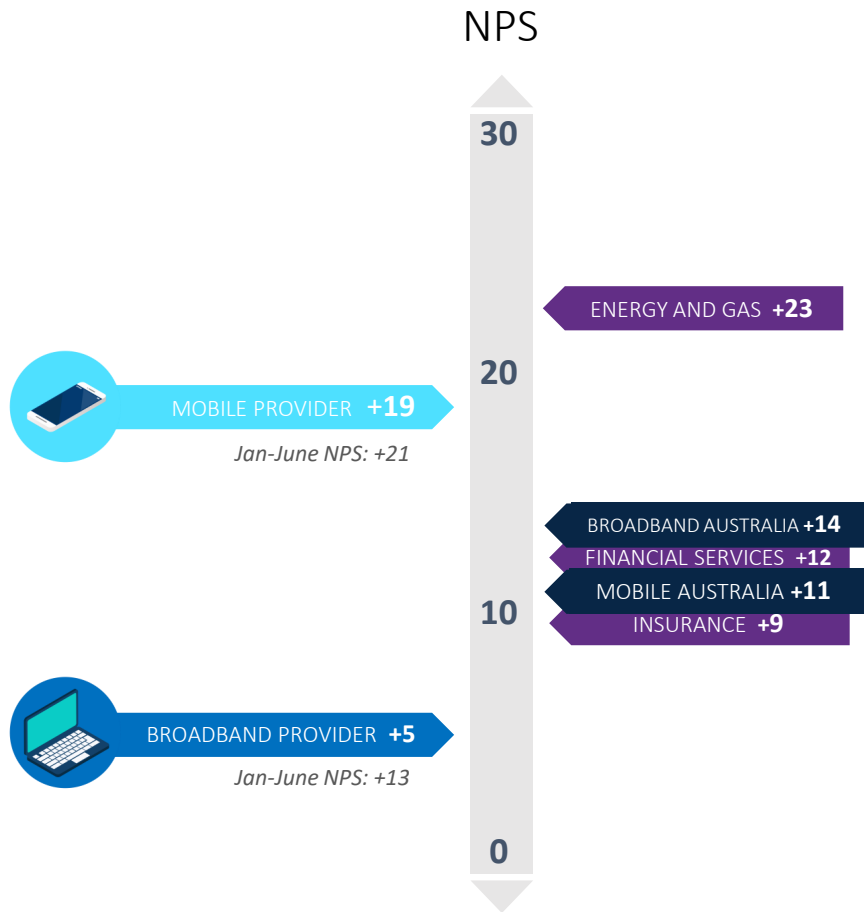 NPS
30
ENERGY AND GAS +23
20
MOBILE PROVIDER +19
Jan-June NPS: +21
BROADBAND AUSTRALIA +14
FINANCIAL SERVICES +12
MOBILE AUSTRALIA +11
10
INSURANCE +9
BROADBAND PROVIDER +5
Jan-June NPS: +13
0